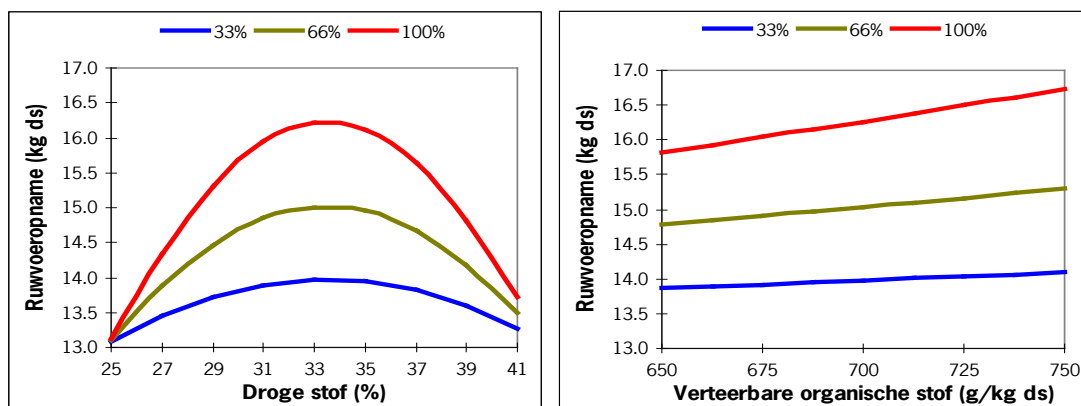 33% 66% 100%
17.0
16.5
16.0
15.5
15.0
14.5
14.0
13.5
13.0
Ruwvoeropname (kg ds)
25 27 29 31 33 35 37 39 41
Droge stof (%)
33% 66% 100%
17.0
16.5
16.0
15.5
15.0
14.5
14.0
13.5
13.0
Ruwvoeropname (kg ds)
650 675 700 725 750
Verteerbare organische stof (g/kg ds)